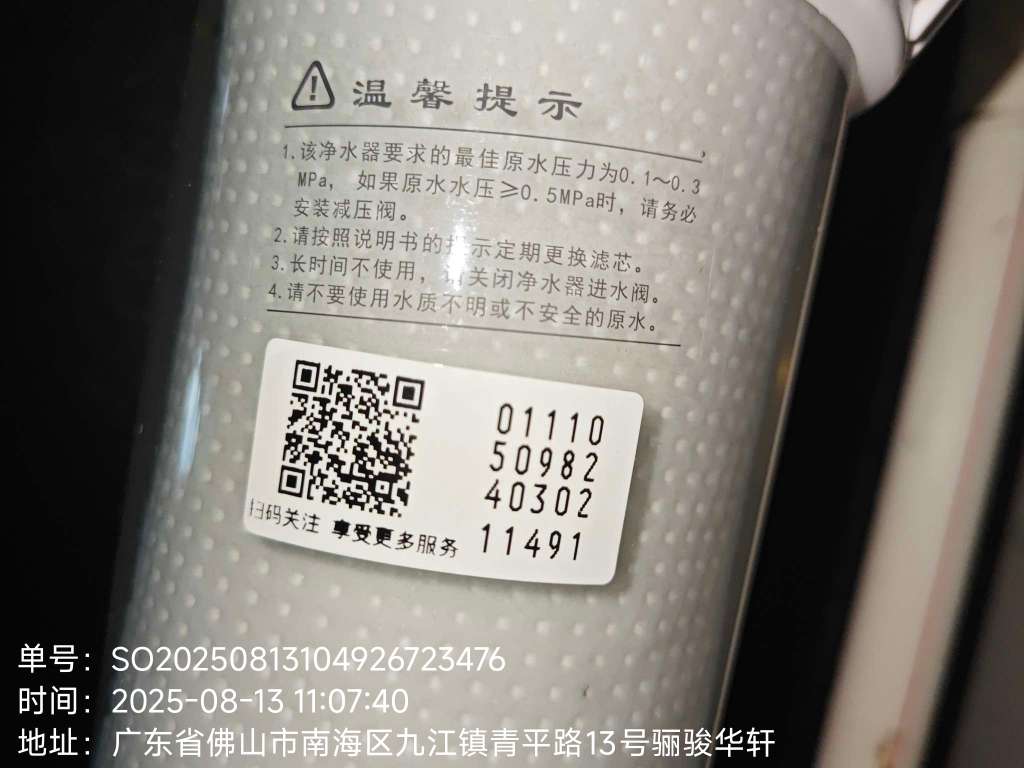 温馨提示
1.该净水器要求的最佳原水压力为0.1～0.3
MPa，如果原水水压≥0.5MPa时，请务必
安装减压阀。
2.请按照说明书的提示定期更换滤芯。
3.长时间不使用，请关闭净水器进水阀。
4.请不要使用水质不明或不安全的原水。
01110
50982
40302
11491
扫码关注 享受更多服务
单号：SO20250813104926723476
时间：2025-08-13 11:07:40
地址：广东省佛山市南海区九江镇青平路13号骊骏华轩